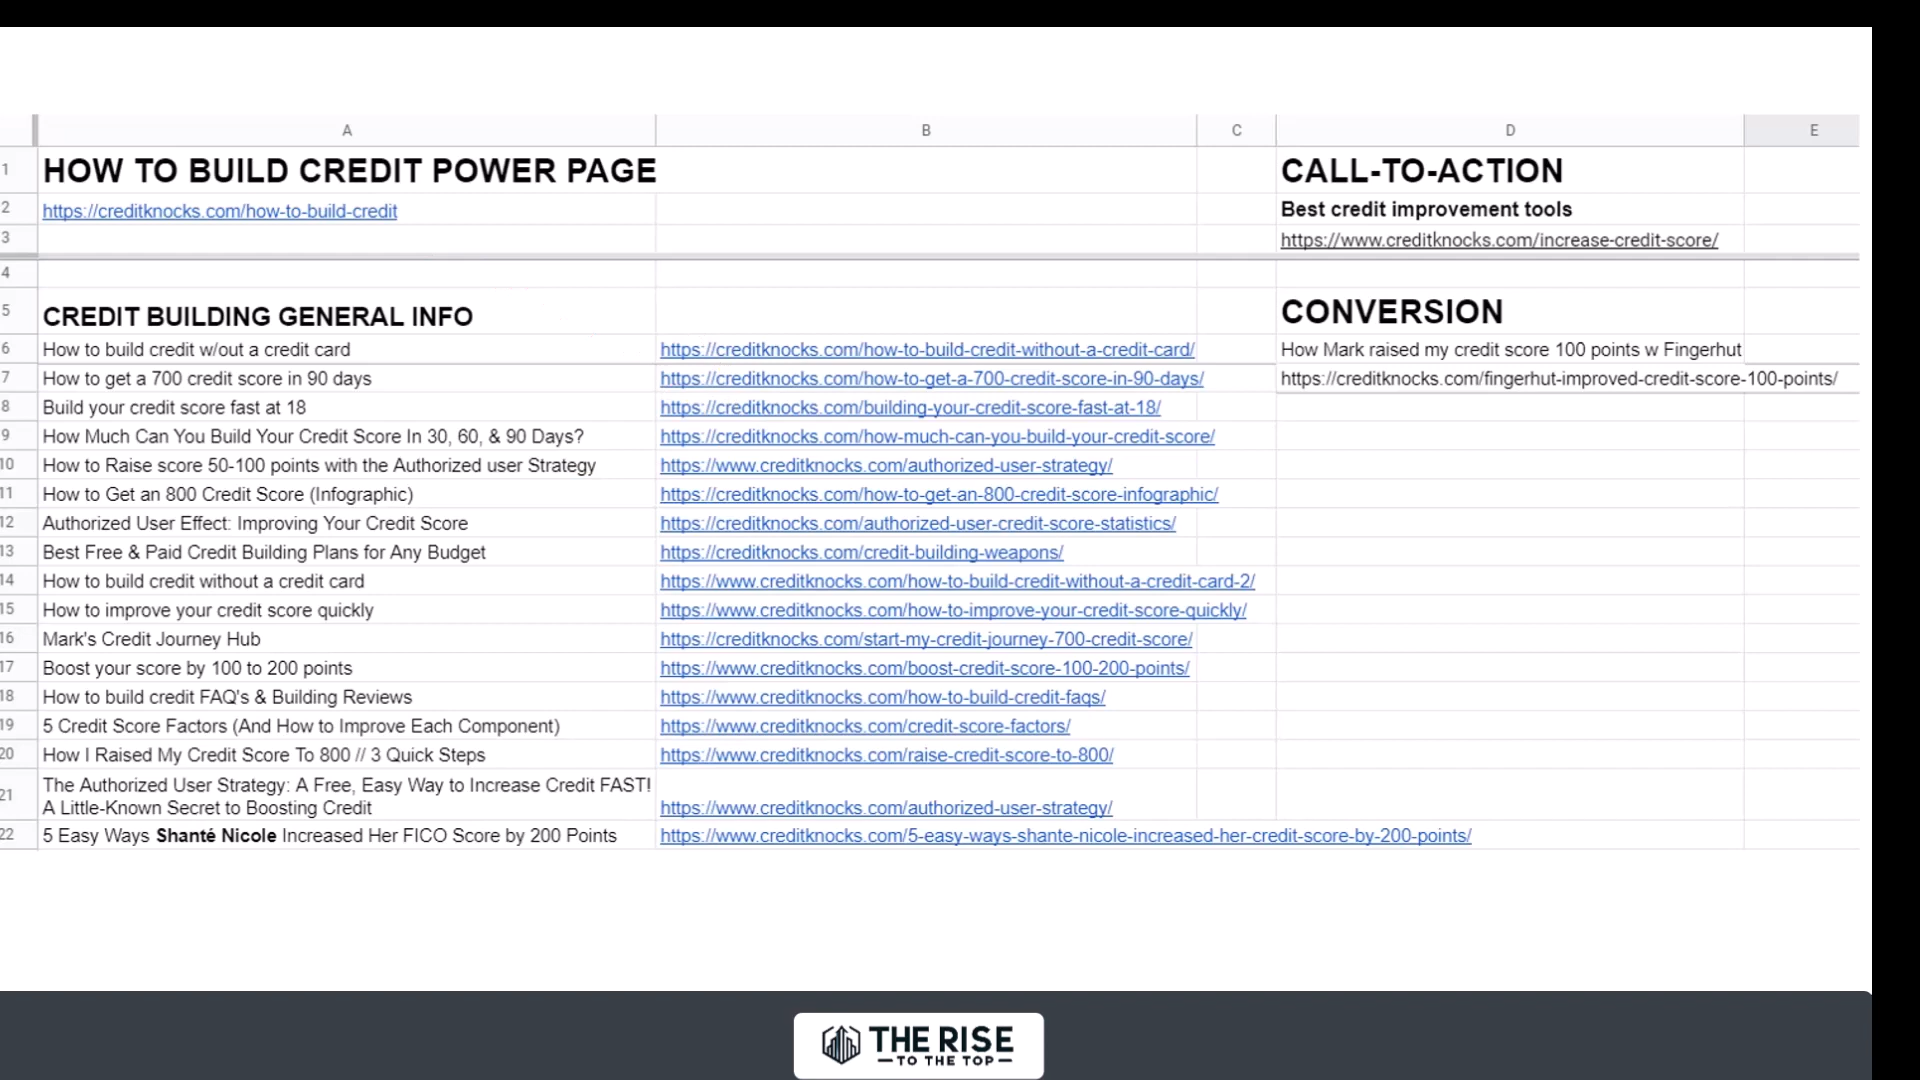 A B C D E
1 HOW TO BUILD CREDIT POWER PAGE CALL-TO-ACTION
2 https://creditknocks.com/how-to-build-credit Best credit improvement tools
3 https://www.creditknocks.com/increase-credit-score/
4
5 CREDIT BUILDING GENERAL INFO CONVERSION
6 How to build credit w/out a credit card https://creditknocks.com/how-to-build-credit-without-a-credit-card/ How Mark raised my credit score 100 points w Fingerhut
7 How to get a 700 credit score in 90 days https://creditknocks.com/how-to-get-a-700-credit-score-in-90-days/ https://creditknocks.com/fingerhut-improved-credit-score-100-points/
8 Build your credit score fast at 18 https://creditknocks.com/building-your-credit-score-fast-at-18/
9 How Much Can You Build Your Credit Score In 30, 60, & 90 Days? https://creditknocks.com/how-much-can-you-build-your-credit-score/
10 How to Raise score 50-100 points with the Authorized user Strategy https://www.creditknocks.com/authorized-user-strategy/
11 How to Get an 800 Credit Score (Infographic) https://creditknocks.com/how-to-get-an-800-credit-score-infographic/
12 Authorized User Effect: Improving Your Credit Score https://creditknocks.com/authorized-user-credit-score-statistics/
13 Best Free & Paid Credit Building Plans for Any Budget https://creditknocks.com/credit-building-weapons/
14 How to build credit without a credit card https://www.creditknocks.com/how-to-build-credit-without-a-credit-card-2/
15 How to improve your credit score quickly https://www.creditknocks.com/how-to-improve-your-credit-score-quickly/
16 Mark's Credit Journey Hub https://creditknocks.com/start-my-credit-journey-700-credit-score/
17 Boost your score by 100 to 200 points https://www.creditknocks.com/boost-credit-score-100-200-points/
18 How to build credit FAQ's & Building Reviews https://www.creditknocks.com/how-to-build-credit-faqs/
19 5 Credit Score Factors (And How to Improve Each Component) https://www.creditknocks.com/credit-score-factors/
20 How I Raised My Credit Score To 800 // 3 Quick Steps https://www.creditknocks.com/raise-credit-score-to-800/
21 The Authorized User Strategy: A Free, Easy Way to Increase Credit FAST!
A Little-Known Secret to Boosting Credit https://www.creditknocks.com/authorized-user-strategy/
22 5 Easy Ways Shanté Nicole Increased Her FICO Score by 200 Points https://www.creditknocks.com/5-easy-ways-shante-nicole-increased-her-credit-score-by-200-points/
THE RISE
TO THE TOP